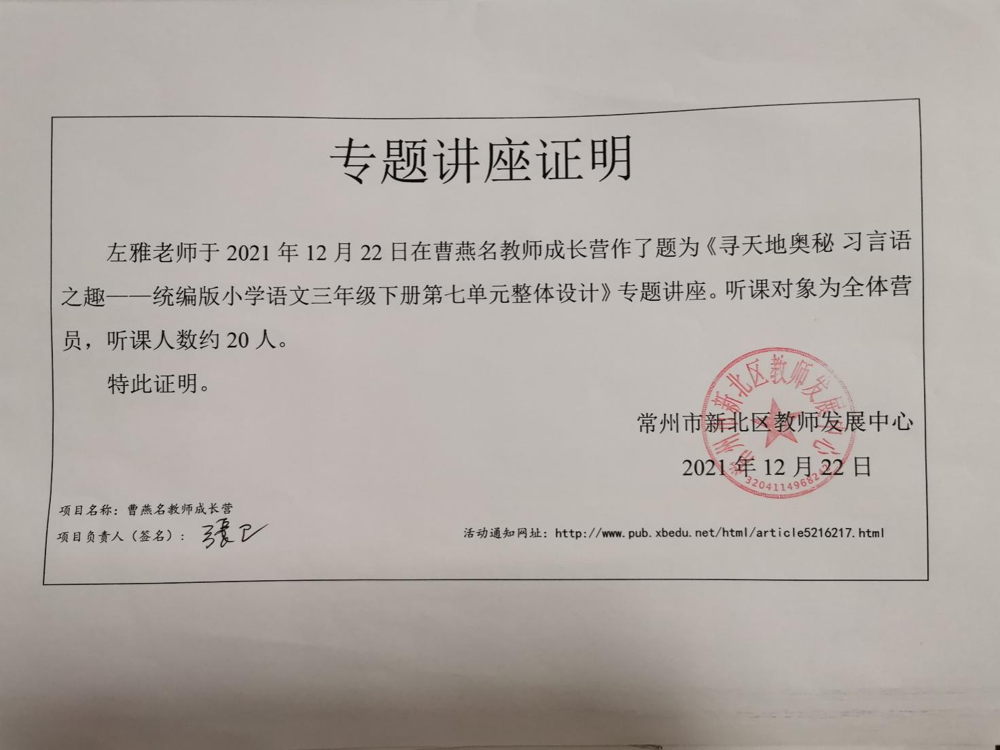 专题讲座证明
左雅老师于 2021 年 12 月 22 日在曹燕名教师成长营作了题为《寻天地奥秘 习言语
之趣——统编版小学语文三年级下册第七单元整体设计》专题讲座。听课对象为全体营
员，听课人数约 20 人。
特此证明。
常州市新北区教师发展中心
常州市新北区教师发展中心
2021 年 12 月 22 日
3204114968242
项目名称：曹燕名教师成长营
项目负责人（签名）：
活动通知网址：http://www.pub.xbedu.net/html/article5216217.html